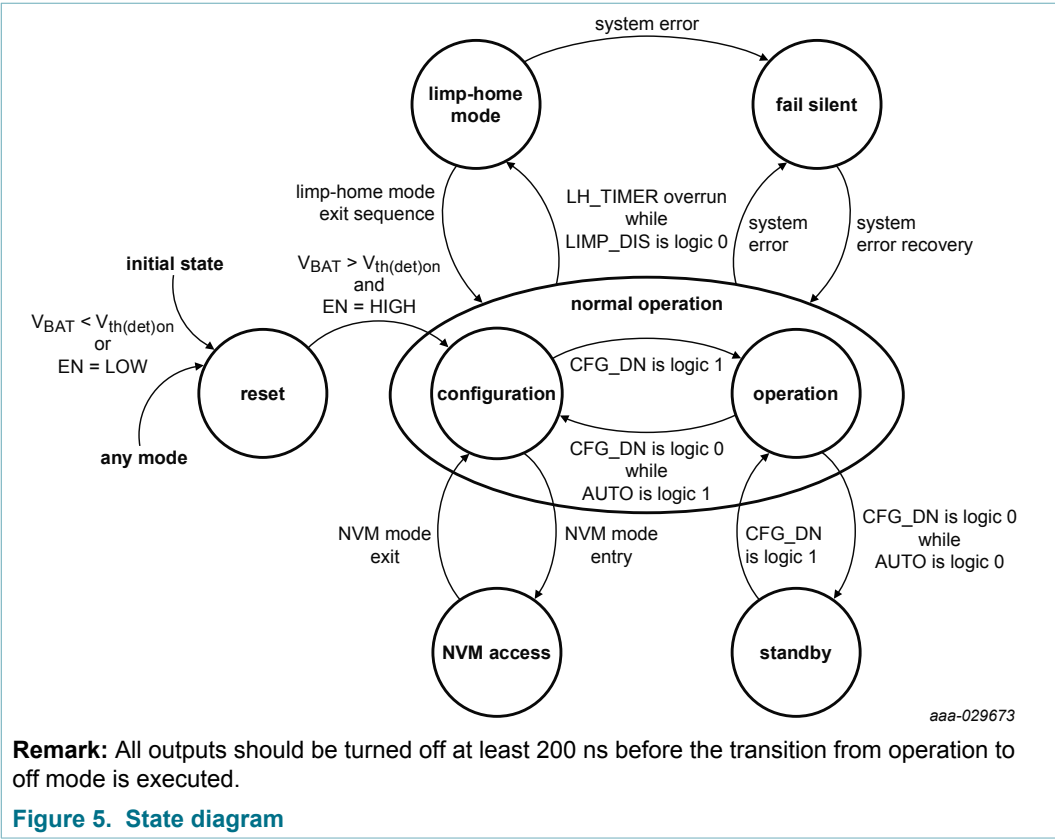 system error
limp-home
mode
fail silent
limp-home mode
exit sequence
LH_TIMER overrun
while
LIMP_DIS is logic 0
system
error
system
error recovery
initial state
VBAT > Vth(det)on
and
EN = HIGH
normal operation
VBAT < Vth(det)on
or
EN = LOW
reset
configuration
CFG_DN is logic 1
operation
any mode
CFG_DN is logic 0
while
AUTO is logic 1
NVM mode
exit
NVM mode
entry
CFG_DN
is logic 1
CFG_DN is logic 0
while
AUTO is logic 0
NVM access
standby
aaa-029673
Remark: All outputs should be turned off at least 200 ns before the transition from operation to
off mode is executed.
Figure 5. State diagram